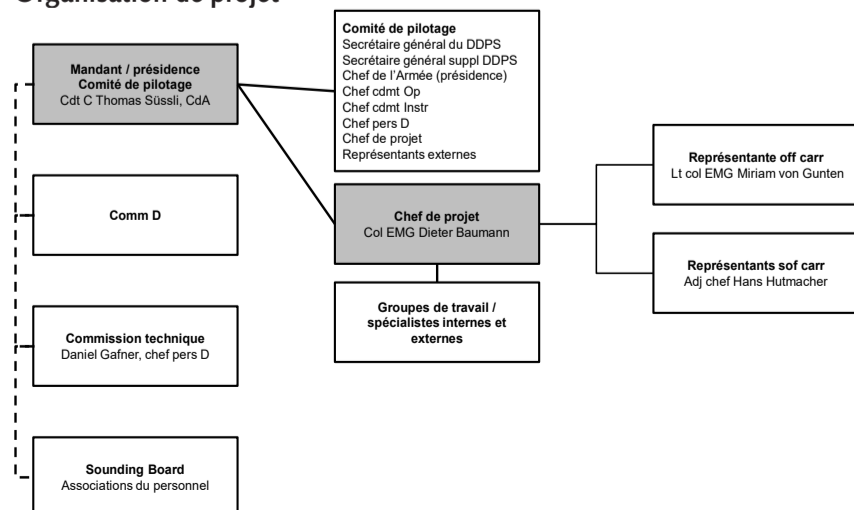 Organisation de projet
Mandant / présidence
Comité de pilotage
Cdt C Thomas Süssli, CdA
Comm D
Commission technique
Daniel Gafner, chef pers D
Sounding Board
Associations du personnel
Comité de pilotage
Secrétaire général du DDPS
Secrétaire général suppl DDPS
Chef de l'Armée (présidence)
Chef cdmt Op
Chef cdmt Instr
Chef pers D
Chef de projet
Représentants externes
Chef de projet
Col EMG Dieter Baumann
Groupes de travail /
spécialistes internes et
externes
Représentante off carr
Lt col EMG Miriam von Gunten
Représentants sof carr
Adj chef Hans Hutmacher